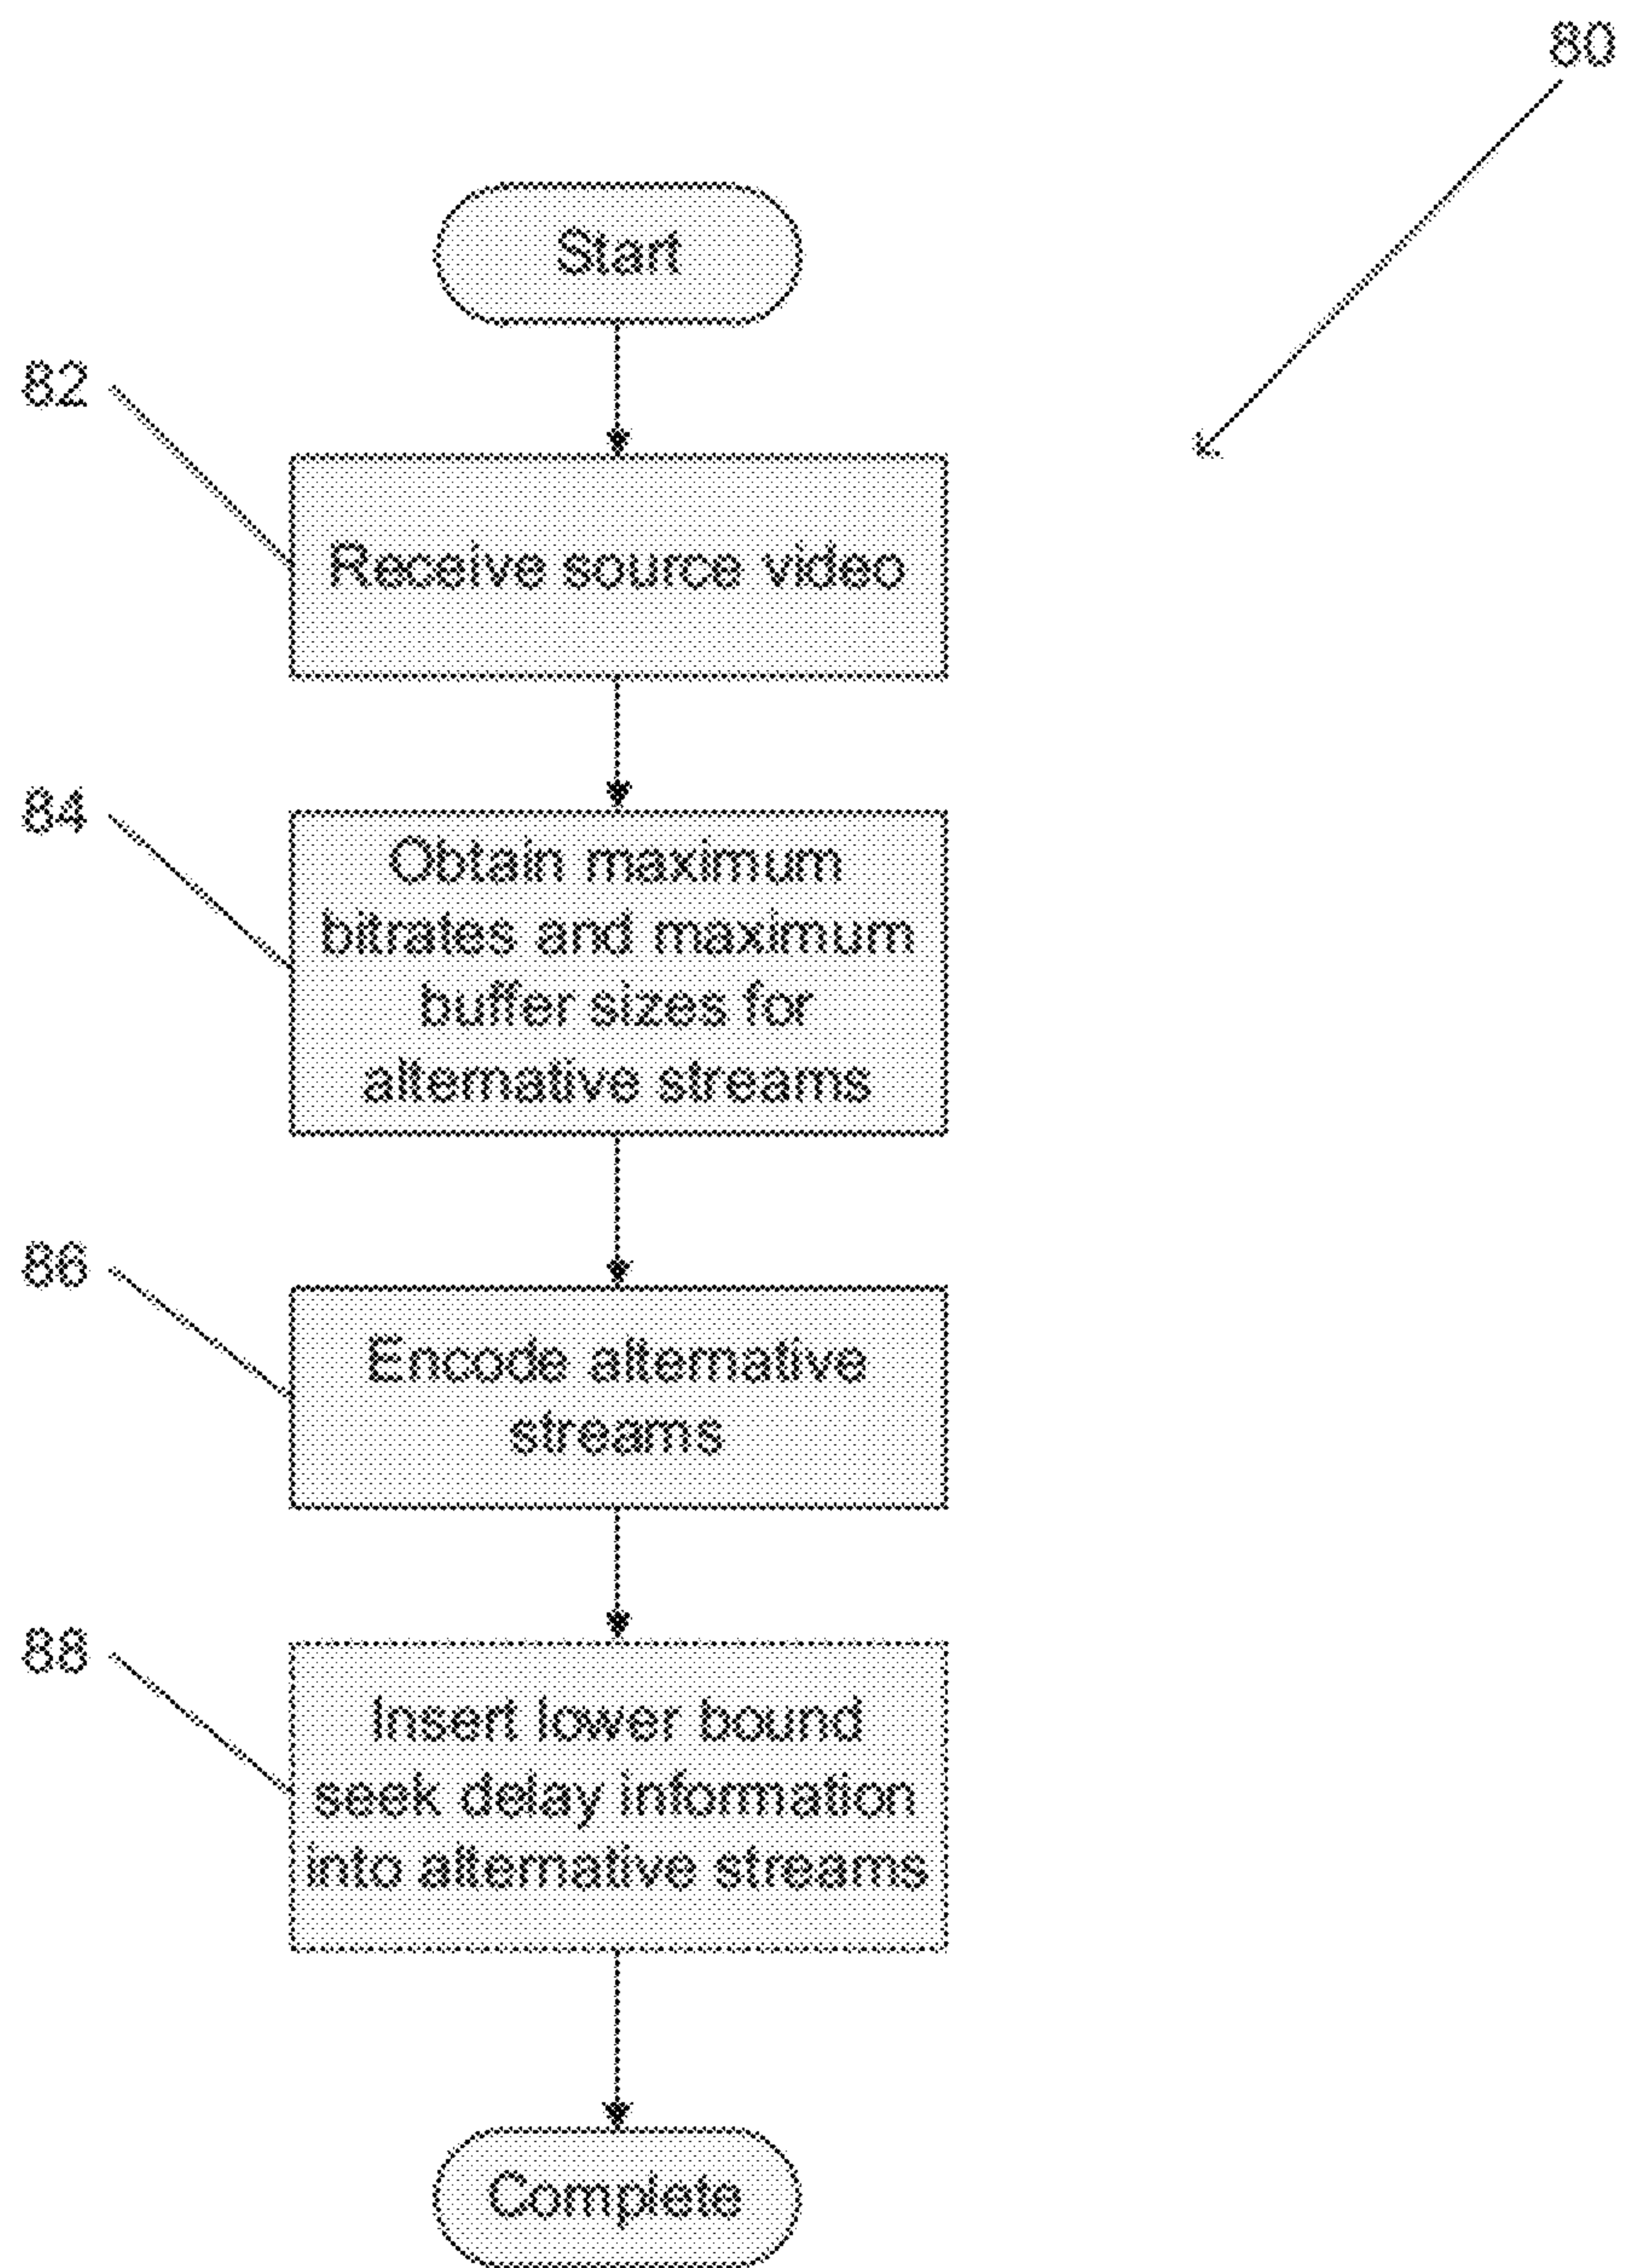 80
Start
82
Receive source video
84
Obtain maximum
bitrates and maximum
buffer sizes for
alternative streams
86
Encode alternative
streams
88
Insert lower bound
seek delay information
into alternative streams
Complete